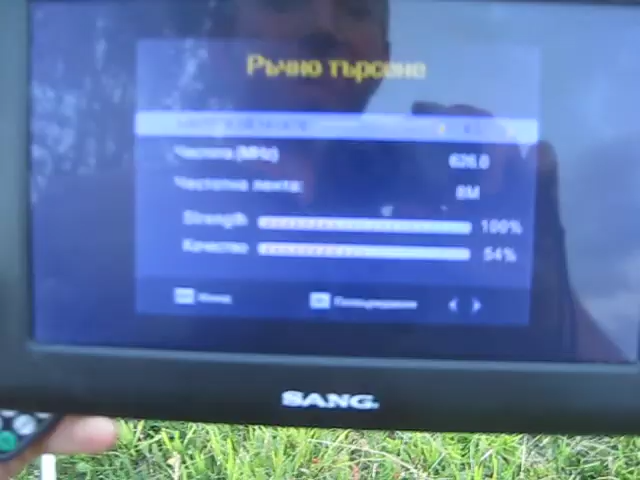 Ръчно търсене
Честота (MHz) 626.0
Честотна лента: 8M
Strength 100%
Качество 54%
SANG.